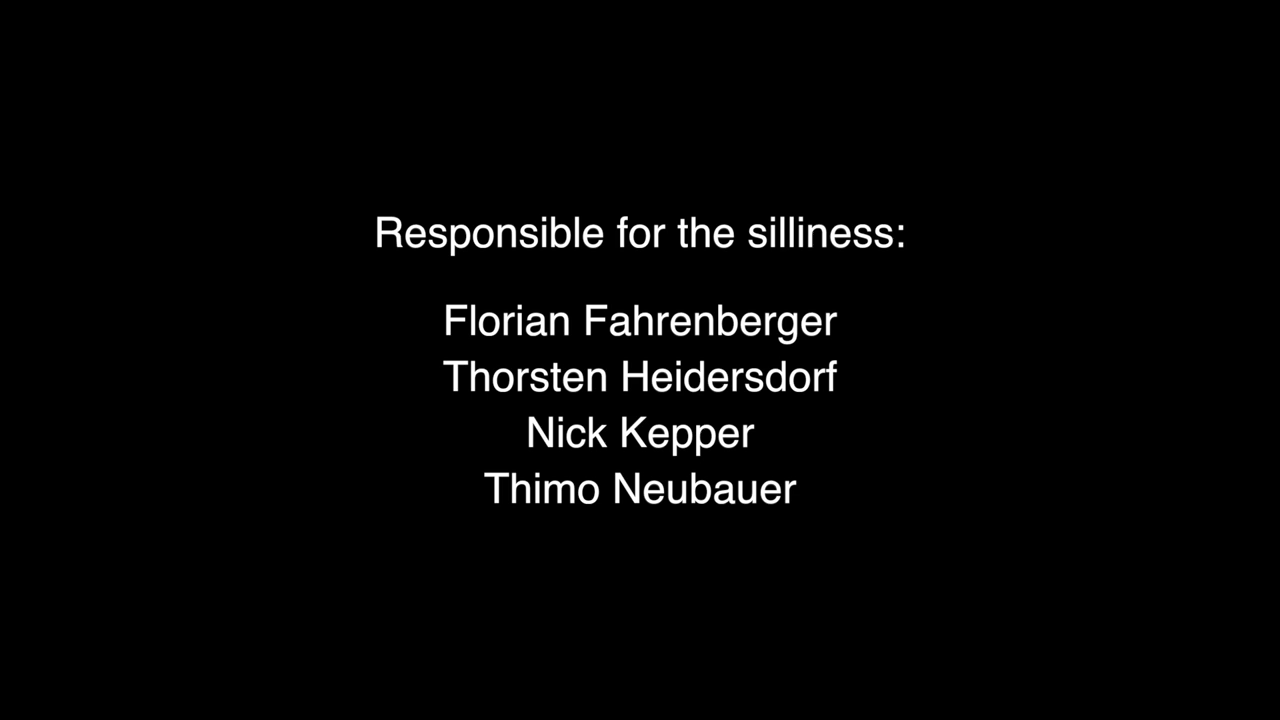 Responsible for the silliness:
Florian Fahrenberger
Thorsten Heidersdorf
Nick Kepper
Thimo Neubauer